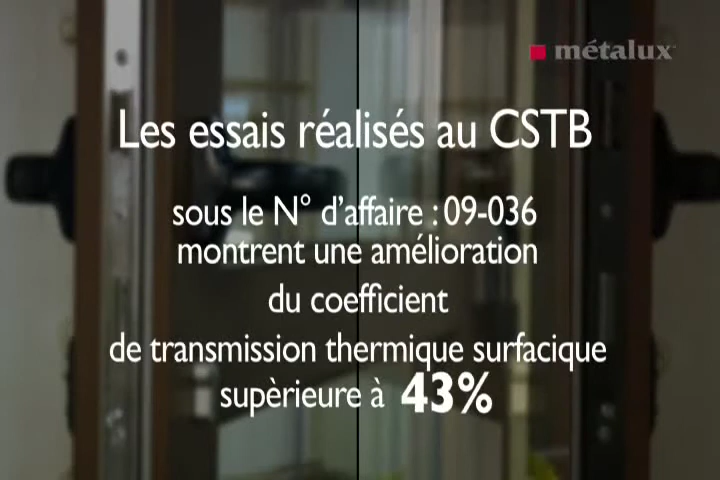 métalux
Les essais réalisés au CSTB
sous le N° d'affaire : 09-036
montrent une amélioration
du coefficient
de transmission thermique surfacique
supèrieure à 43%